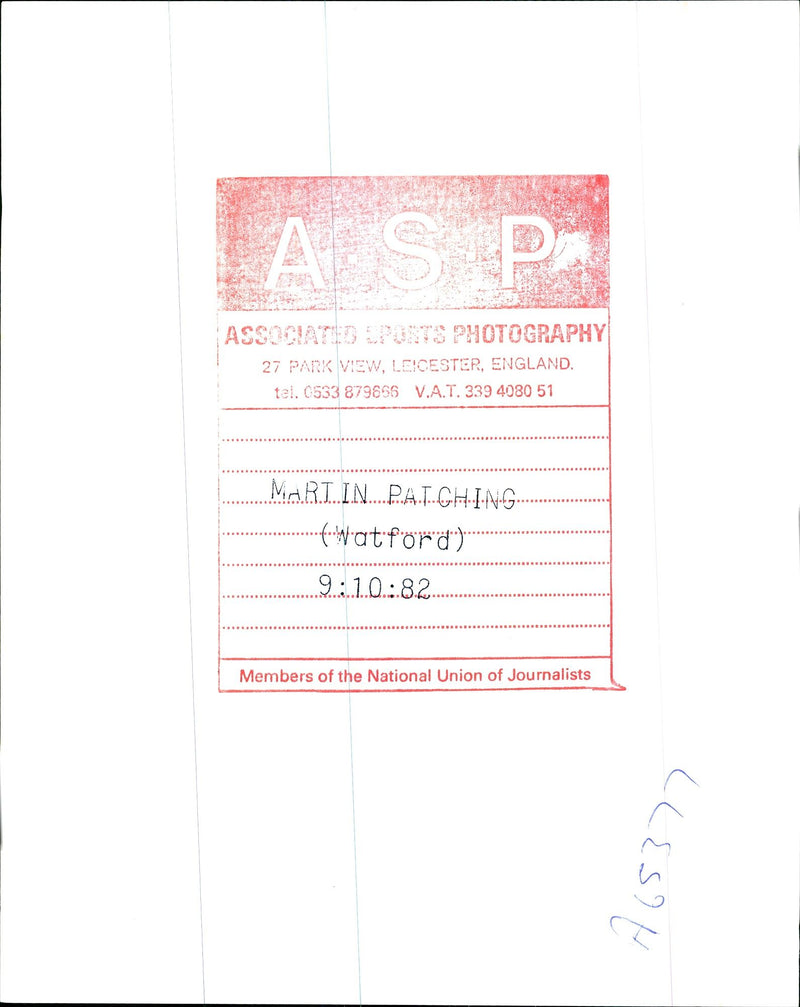 A·S·P
ASSOCIATED SPORTS PHOTOGRAPHY
27 PARK VIEW, LEICESTER, ENGLAND.
tel. 0533 879666 V.A.T. 339 4080 51
MARTIN PATCHING
(Watford)
9:10:82
Members of the National Union of Journalists
A65377